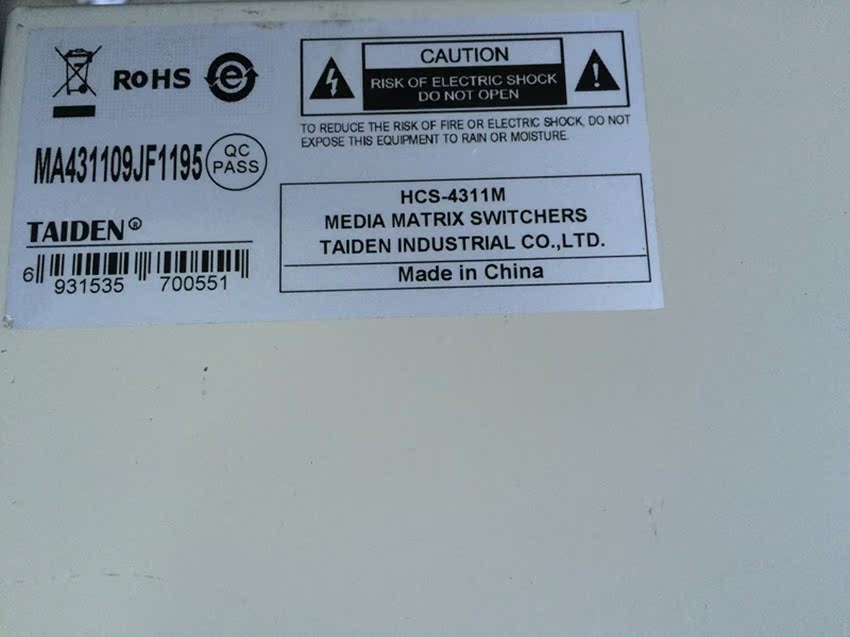 ROHS
e
CAUTION
RISK OF ELECTRIC SHOCK
DO NOT OPEN
TO REDUCE THE RISK OF FIRE OR ELECTRIC SHOCK, DO NOT
EXPOSE THIS EQUIPMENT TO RAIN OR MOISTURE.
MA431109JF1195
QC
PASS
TAIDEN®
6 931535 700551
HCS-4311M
MEDIA MATRIX SWITCHERS
TAIDEN INDUSTRIAL CO.,LTD.
Made in China